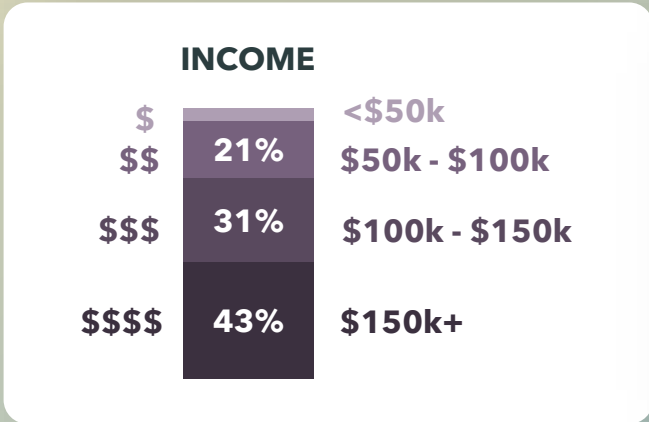 INCOME
$ <$50k
$$ 21% $50k - $100k
$$$ 31% $100k - $150k
$$$$ 43% $150k+